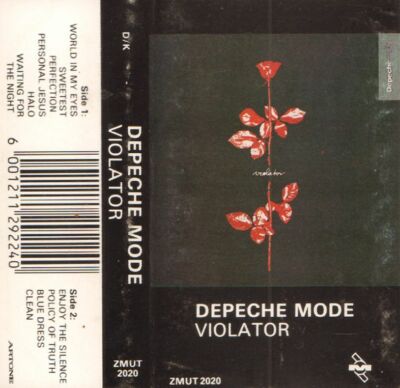 Side 1:
WORLD IN MY EYES
SWEETEST
PERFECTION
PERSONAL JESUS
HALO
WAITING FOR
THE NIGHT
6 001211 292240
Side 2:
ENJOY THE SILENCE
POLICY OF TRUTH
BLUE DRESS
CLEAN
ARTONE
D/K
DEPECHE MODE
VIOLATOR
ZMUT
2020
violator
DEPECHE MODE
VIOLATOR
ZMUT 2020